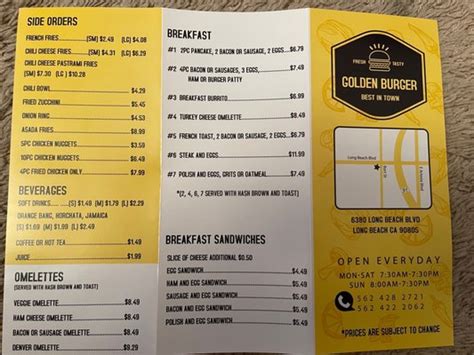 SIDE ORDERS
FRENCH FRIES.........(SM) $2.49 (LG) $4.08
CHILI CHEESE FRIES....(SM) $4.31 (LG) $6.29
CHILI CHEESE PASTRAMI FRIES
(SM) $7.30 (LG) $10.28
CHILI BOWL..............$4.29
FRIED ZUCCHINI..............$5.45
ONION RING..............$4.53
ASADA FRIES..............$8.99
5PC CHICKEN NUGGETS..............$3.59
10PC CHICKEN NUGGETS..............$6.49
4PC FRIED CHICKEN ONLY..............$7.99
BEVERAGES
SOFT DRINKS.......(S) $1.49 (M) $1.79 (L) $2.29
ORANGE BANG, HORCHATA, JAMAICA
(S) $1.69 (M) $1.89 (L) $2.29
COFFEE OR HOT TEA..............$1.49
JUICE..............$1.99
OMELETTES
(SERVED WITH HASH BROWN AND TOAST)
VEGGIE OMELETTE..............$8.49
HAM CHEESE OMELETTE..............$8.49
BACON OR SAUSAGE OMELETTE..............$8.49
DENVER OMELETTE..............$8.49
BREAKFAST
#1 2PC PANCAKE, 2 BACON OR SAUSAGE, 2 EGGS...$6.79
#2 4PC BACON OR SAUSAGES, 3 EGGS,..............$7.49
HAM OR BURGER PATTY
#3 BREAKFAST BURRITO..............$6.99
#4 TURKEY CHEESE OMELETTE..............$8.49
#5 FRENCH TOAST, 2 BACON OR SAUSAGE, 2 EGGS...$6.79
#6 STEAK AND EGGS..............$11.99
#7 POLISH AND EGGS, GRITS OR OATMEAL..............$7.49
*(2, 4, 6, 7 SERVED WITH HASH BROWN AND TOAST)
BREAKFAST SANDWICHES
SLICE OF CHEESE ADDITIONAL $0.50
EGG SANDWICH..............$4.49
HAM AND EGG SANDWICH..............$5.49
SAUSAGE AND EGG SANDWICH..............$5.49
BACON AND EGG SANDWICH..............$5.49
POLISH AND EGG SANDWICH..............$6.49
FRESH TASTY
GOLDEN BURGER
BEST IN TOWN
Long Beach Blvd
6380 LONG BEACH BLVD
LONG BEACH CA 90805
OPEN EVERYDAY
MON-SAT 7:30AM-7:30PM
SUN 8:00AM-7:30PM
562 428 2721
562 422 2062
*PRICES ARE SUBJECT TO CHANGE